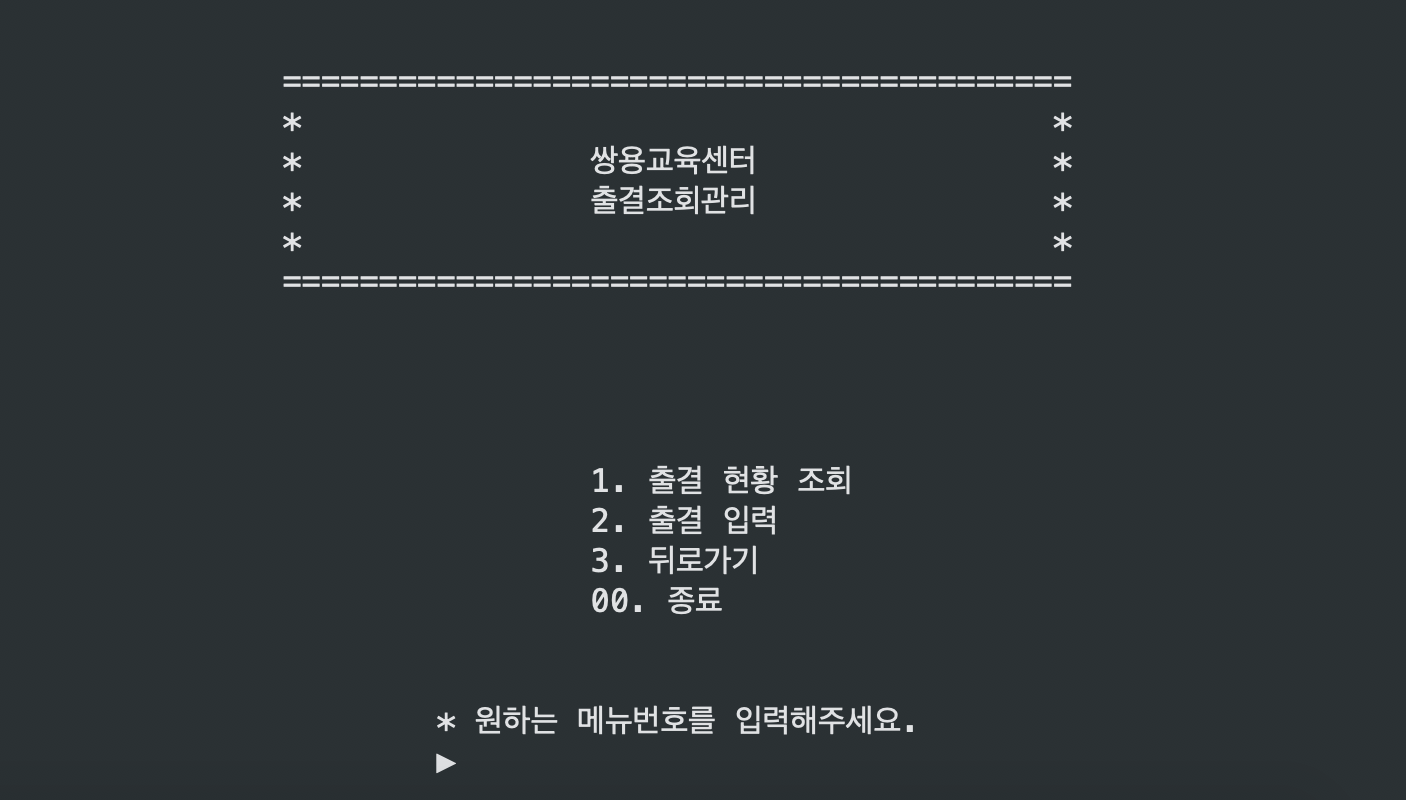 =========================================
* *
* 쌍용교육센터 *
* 출결조회관리 *
* *
=========================================
1. 출결 현황 조회
2. 출결 입력
3. 뒤로가기
00. 종료
* 원하는 메뉴번호를 입력해주세요.
▶